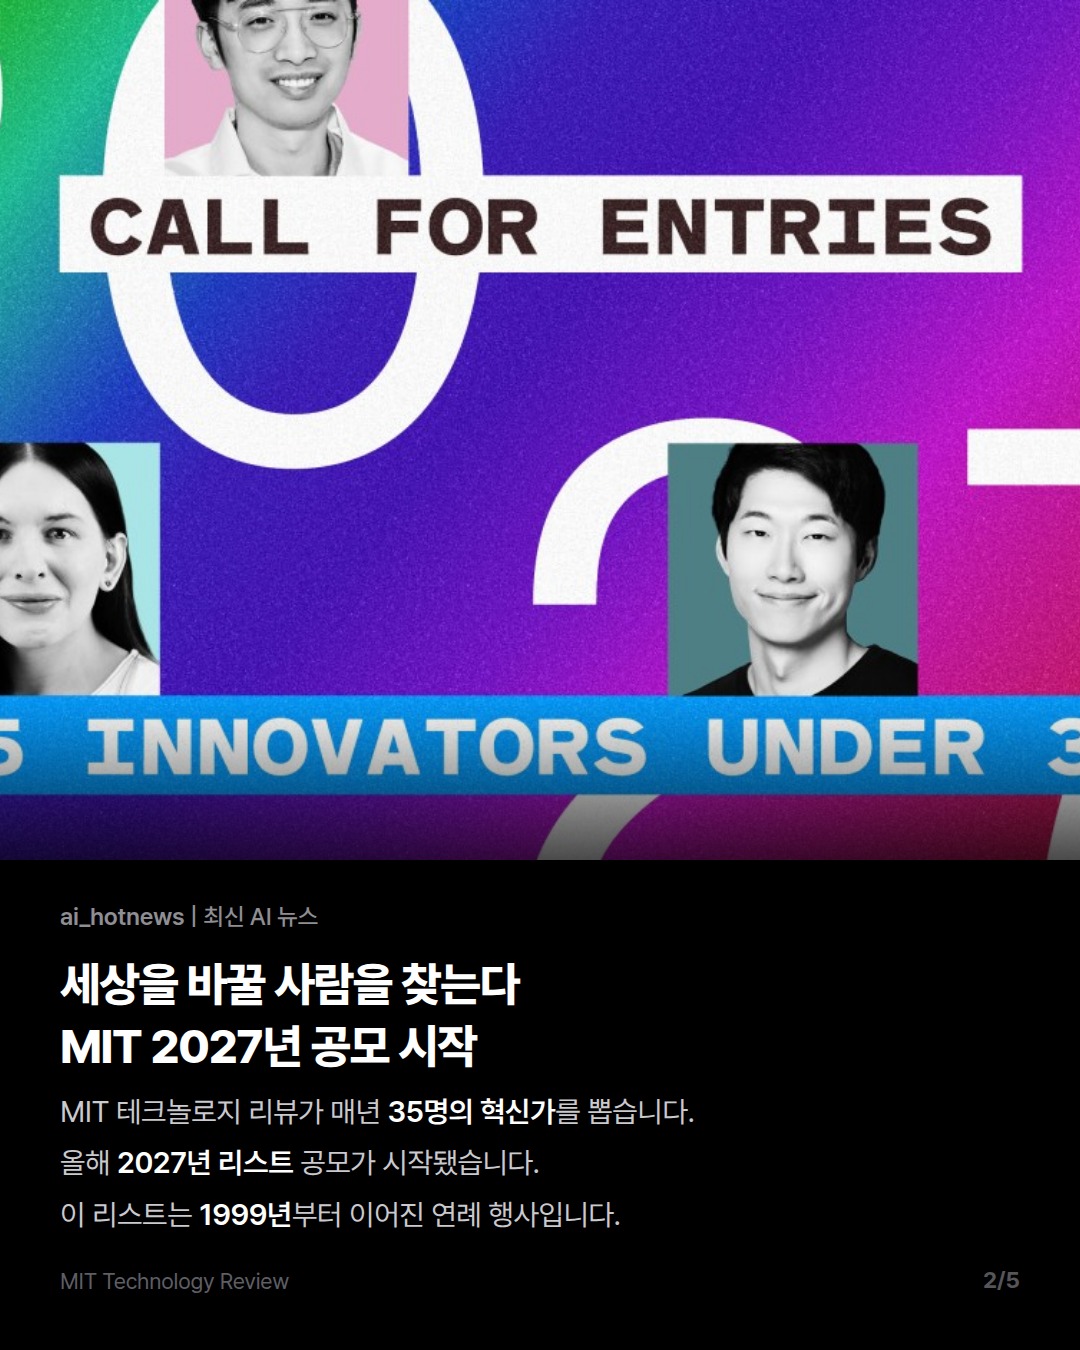 CALL FOR ENTRIES
5 INNOVATORS UNDER 3
ai_hotnews | 최신 AI 뉴스
세상을 바꿀 사람을 찾는다
MIT 2027년 공모 시작
MIT 테크놀로지 리뷰가 매년 35명의 혁신가를 뽑습니다.
올해 2027년 리스트 공모가 시작됐습니다.
이 리스트는 1999년부터 이어진 연례 행사입니다.
MIT Technology Review
2/5